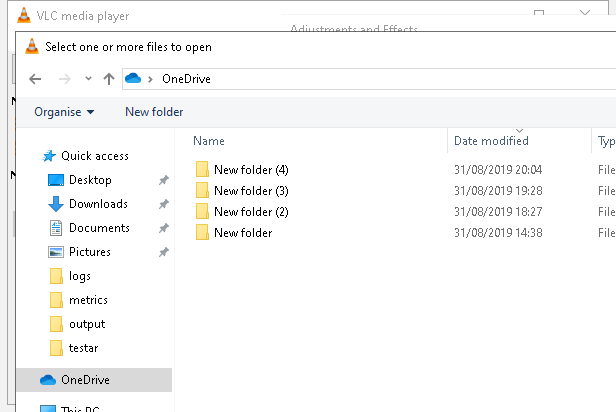 VLC media player
Adjustments and Effects
Select one or more files to open
OneDrive
Organise New folder
Name Date modified Typ
Quick access
Desktop
Downloads
Documents
Pictures
logs
metrics
output
testar
OneDrive
This PC
New folder (4) 31/08/2019 20:04 File
New folder (3) 31/08/2019 19:28 File
New folder (2) 31/08/2019 18:27 File
New folder 31/08/2019 14:38 File